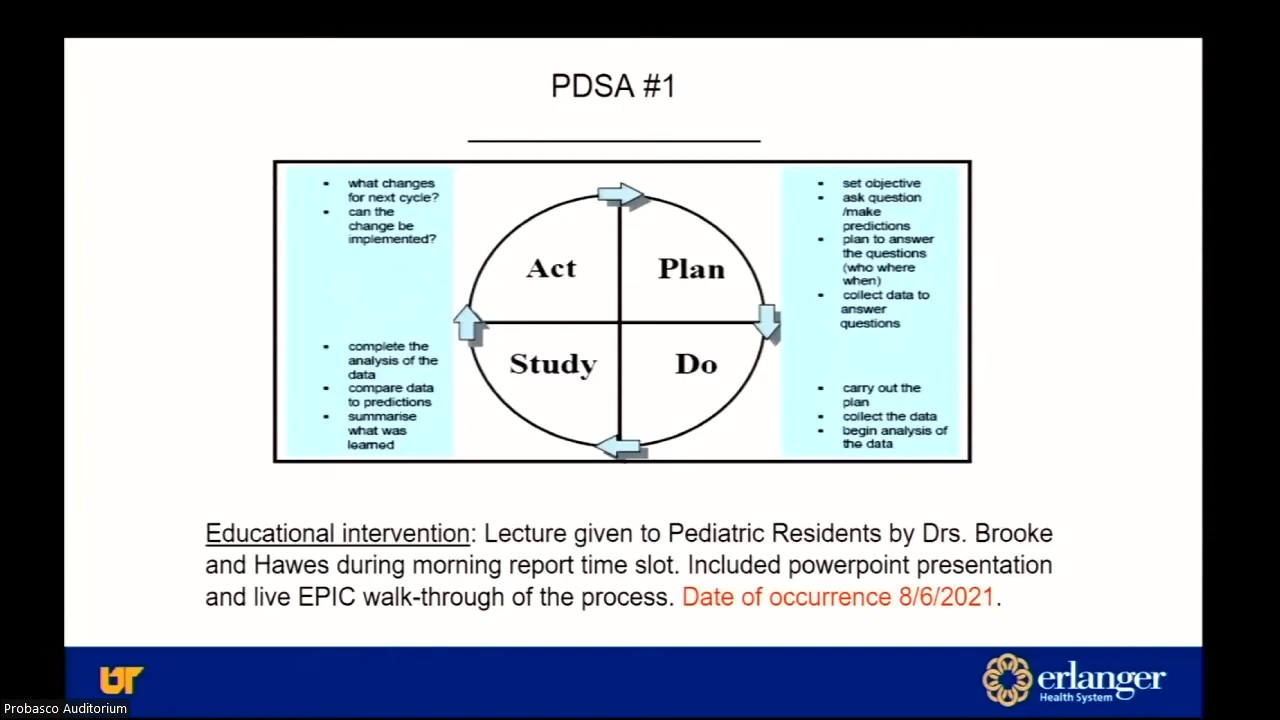 PDSA #1
• what changes
for next cycle?
• can the
change be
implemented?
Act
Plan
• set objective
• ask question
/make
predictions
• plan to answer
the questions
(who where
when)
• collect data to
answer
questions
• complete the
analysis of the
data
• compare data
to predictions
• summarise
what was
learned
Study
Do
• carry out the
plan
• collect the data
• begin analysis of
the data
Educational intervention: Lecture given to Pediatric Residents by Drs. Brooke
and Hawes during morning report time slot. Included powerpoint presentation
and live EPIC walk-through of the process. Date of occurrence 8/6/2021.
UT
erlanger
Health System
Probasco Auditorium